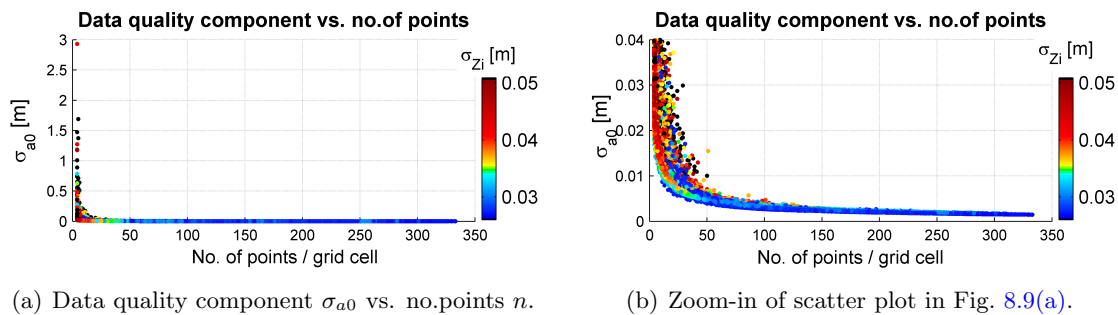 Data quality component vs. no.of points
3
2.5
2
1.5
1
0.5
0
σa0 [m]
0 50 100 150 200 250 300 350
No. of points / grid cell
σZi [m]
0.05
0.04
0.03
Data quality component vs. no.of points
0.04
0.03
0.02
0.01
0
σa0 [m]
0 50 100 150 200 250 300 350
No. of points / grid cell
σZi [m]
0.05
0.04
0.03
(a) Data quality component σa0 vs. no.points n.
(b) Zoom-in of scatter plot in Fig. 8.9(a).